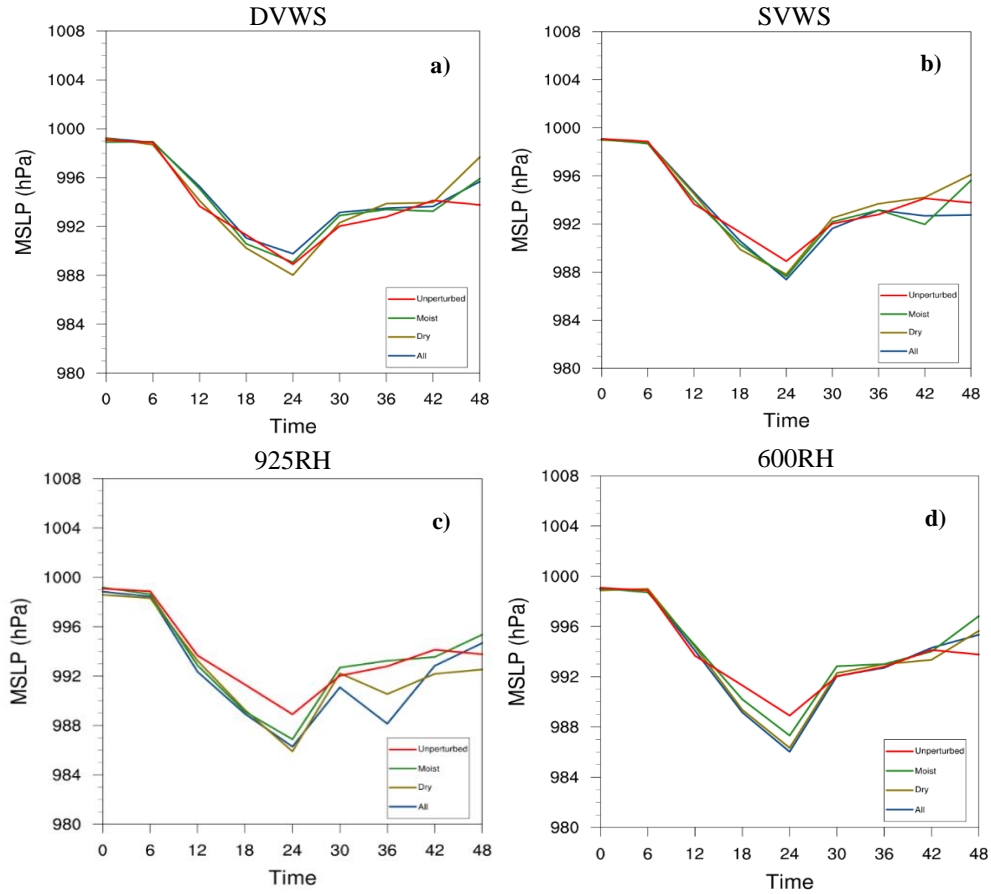 DVWS
a)
MSLP (hPa)
1008
1004
1000
996
992
988
984
980
Unperturbed
Moist
Dry
All
0 6 12 18 24 30 36 42 48
Time
SVWS
b)
MSLP (hPa)
1008
1004
1000
996
992
988
984
980
Unperturbed
Moist
Dry
All
0 6 12 18 24 30 36 42 48
Time
925RH
c)
MSLP (hPa)
1008
1004
1000
996
992
988
984
980
Unperturbed
Moist
Dry
All
0 6 12 18 24 30 36 42 48
Time
600RH
d)
MSLP (hPa)
1008
1004
1000
996
992
988
984
980
Unperturbed
Moist
Dry
All
0 6 12 18 24 30 36 42 48
Time